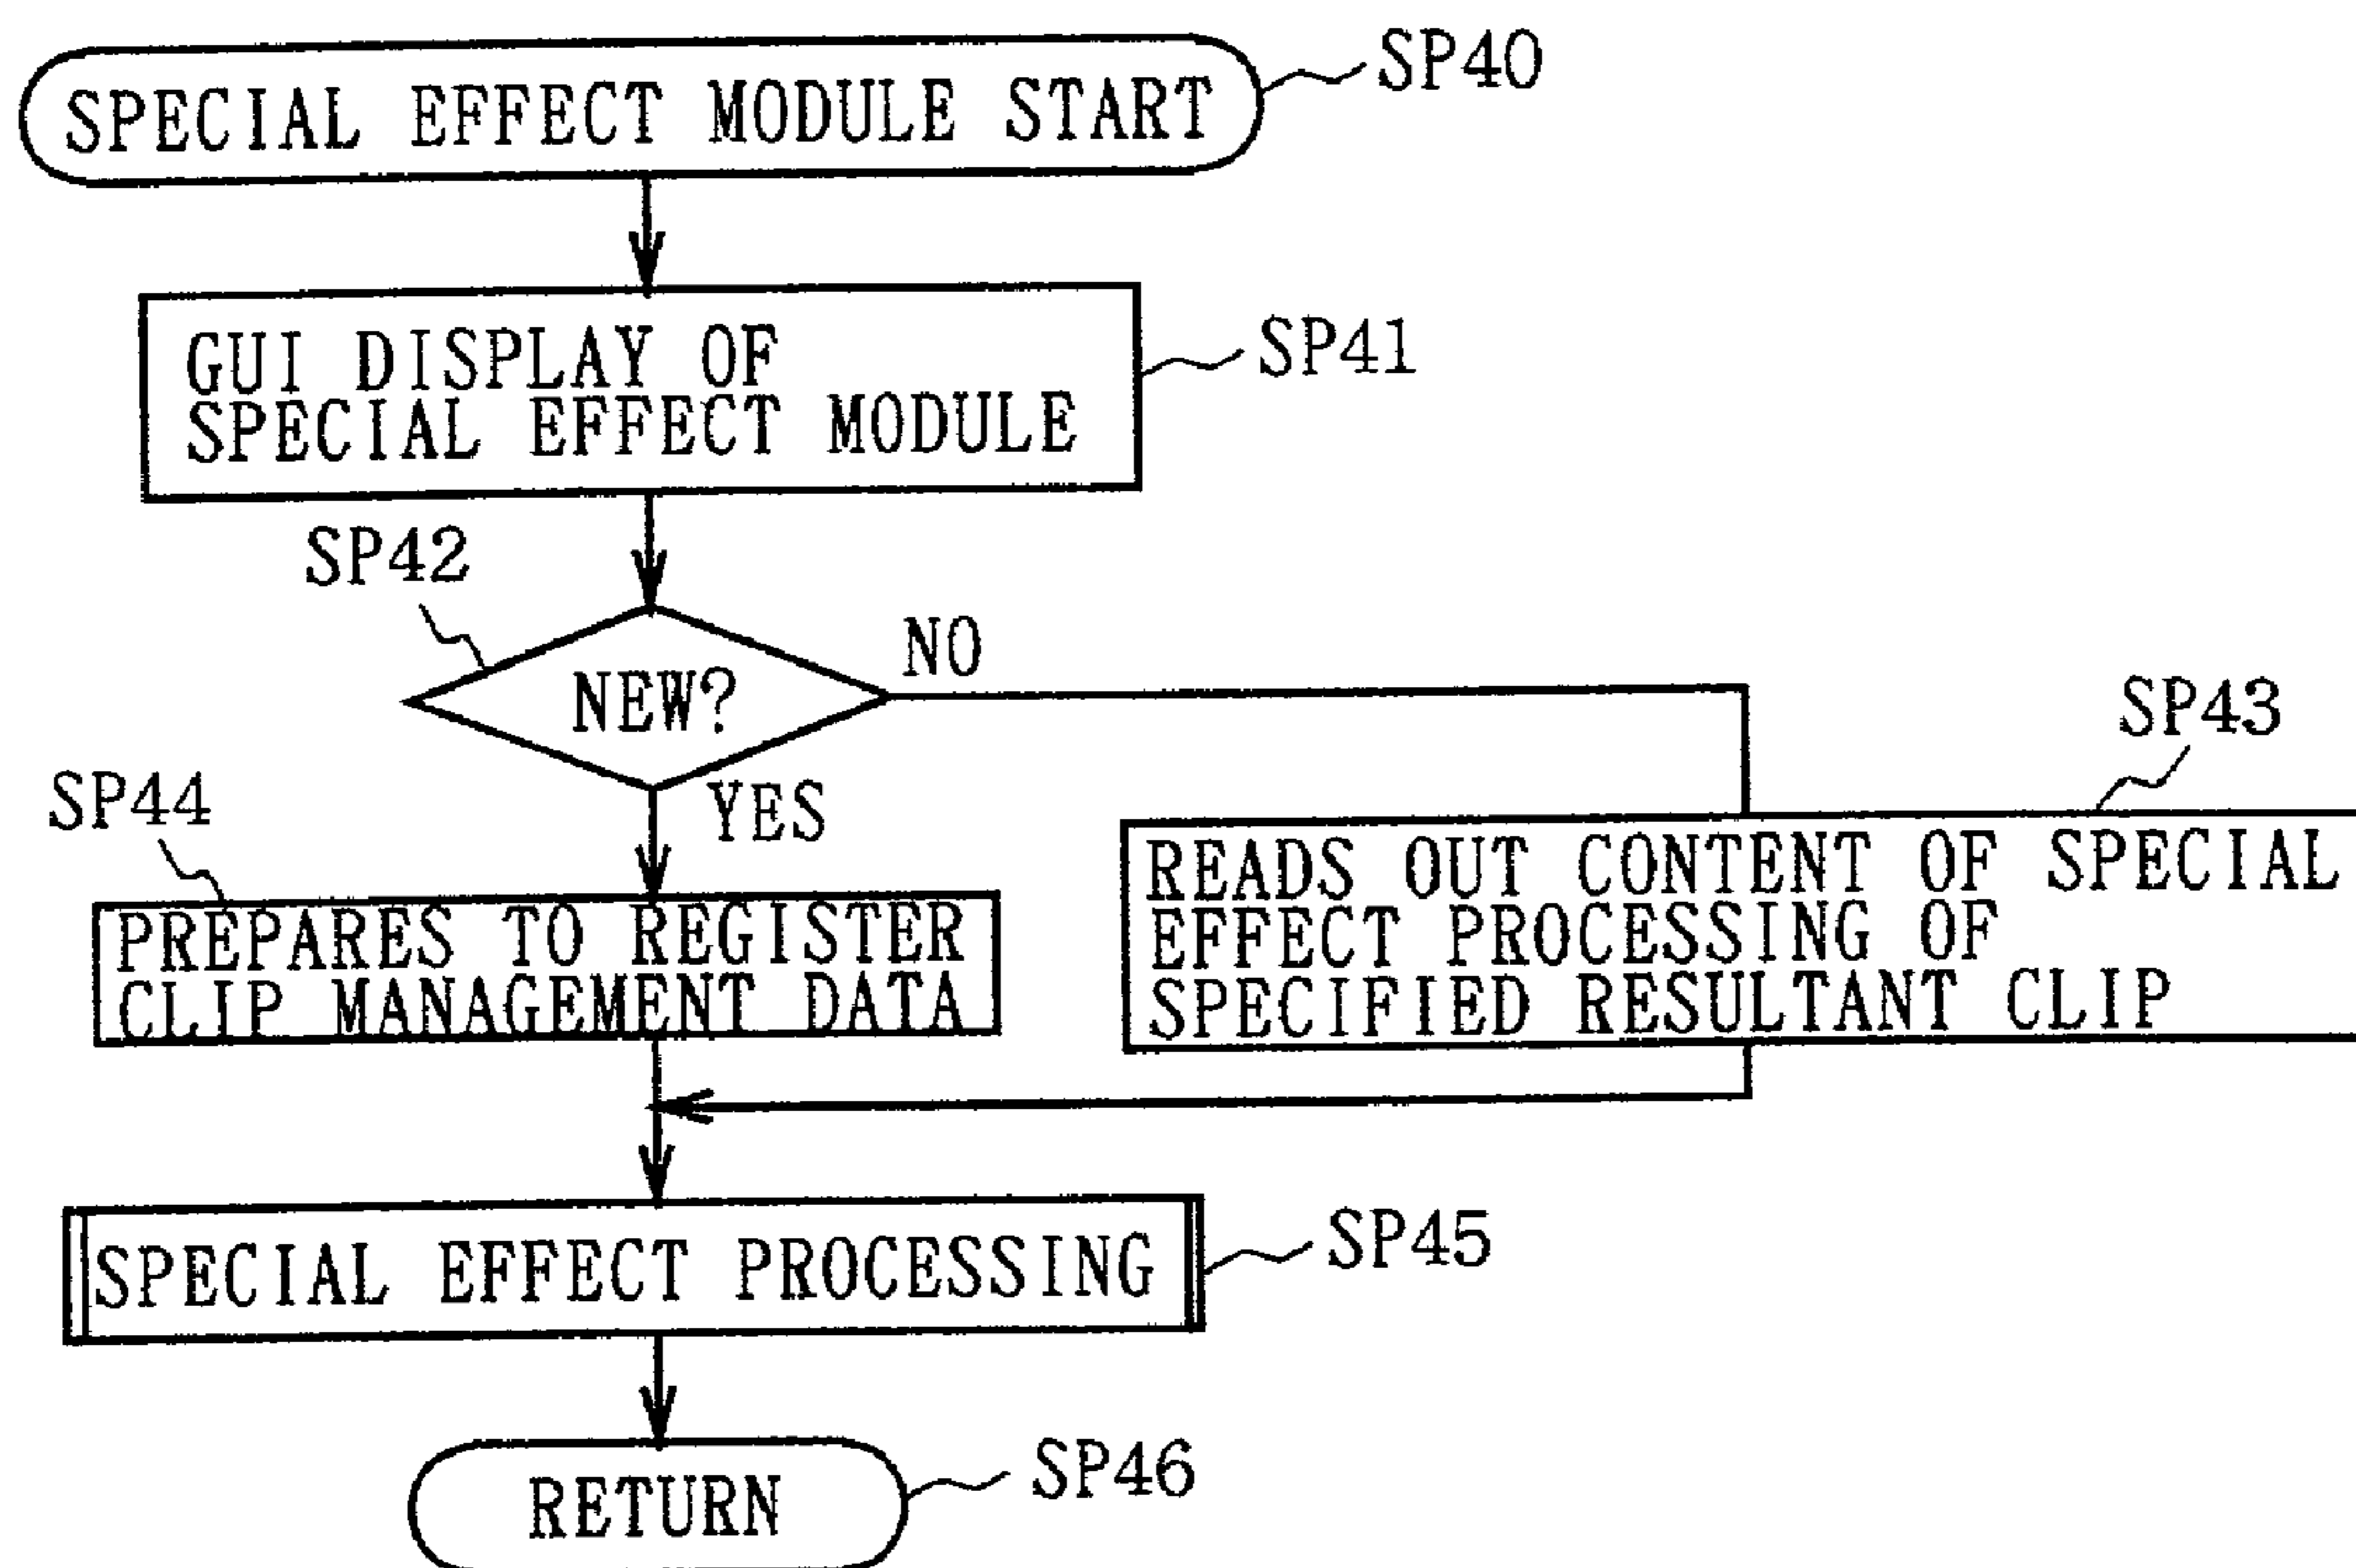 SPECIAL EFFECT MODULE START
SP40
GUI DISPLAY OF
SPECIAL EFFECT MODULE
SP41
SP42
NEW?
NO
YES
SP43
READS OUT CONTENT OF SPECIAL
EFFECT PROCESSING OF
SPECIFIED RESULTANT CLIP
SP44
PREPARES TO REGISTER
CLIP MANAGEMENT DATA
SPECIAL EFFECT PROCESSING
SP45
RETURN
SP46